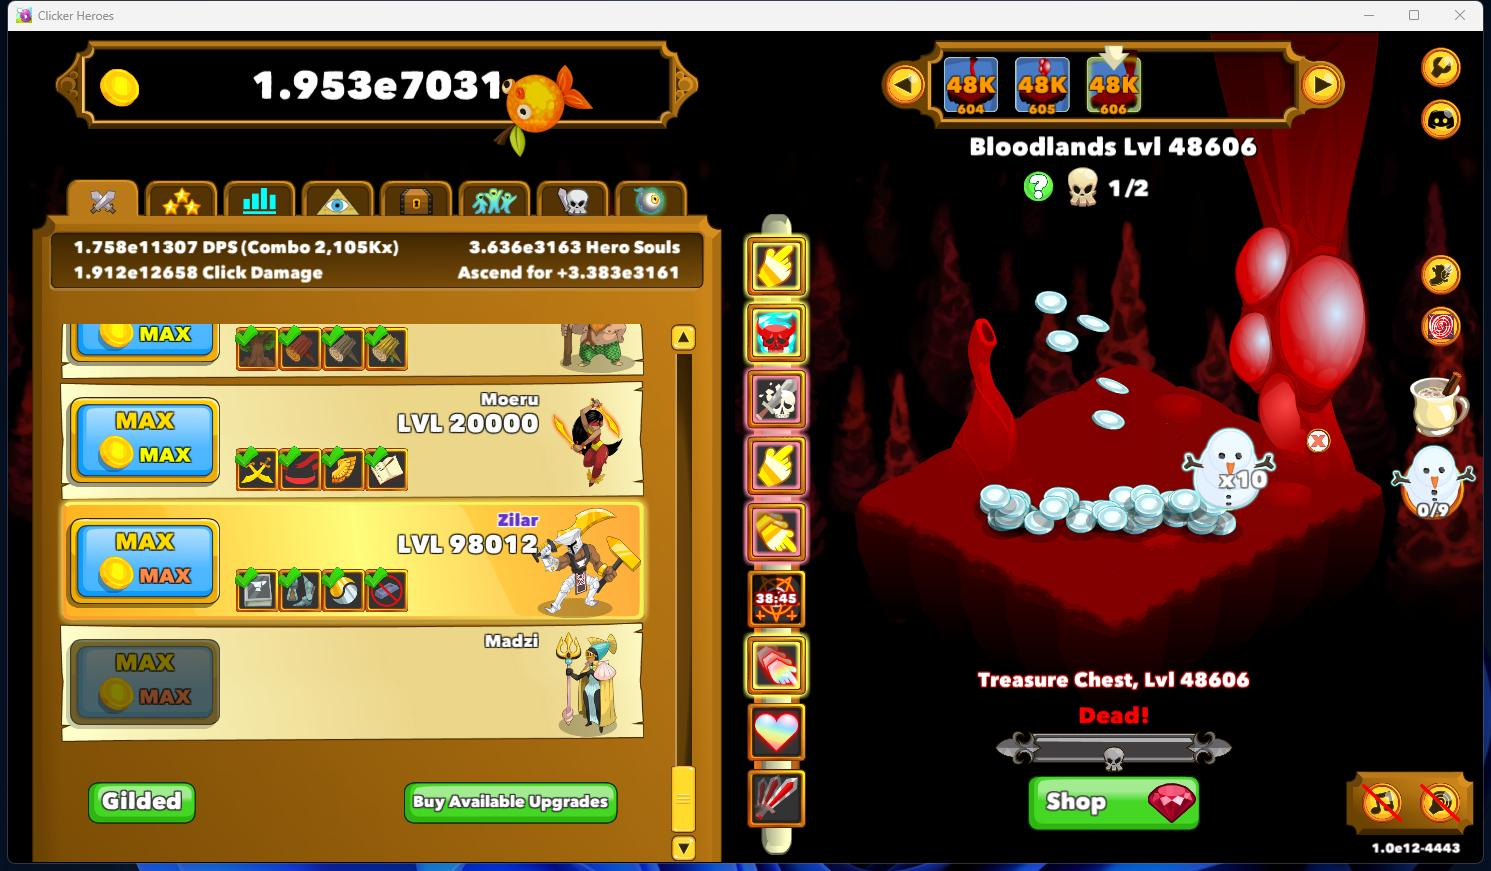 Clicker Heroes
1.953e7031
48K
604
48K
605
48K
606
Bloodlands Lvl 48606
1/2
1.758e11307 DPS (Combo 2,105Kx)
3.636e3163 Hero Souls
1.912e12658 Click Damage
Ascend for +3.383e3161
MAX
Moeru
MAX
LVL 20000
MAX
Zilar
MAX
LVL 98012
MAX
Madzi
MAX
MAX
Gilded
Buy Available Upgrades
38:45
x10
0/9
Treasure Chest, Lvl 48606
Dead!
Shop
1.0e12-4443